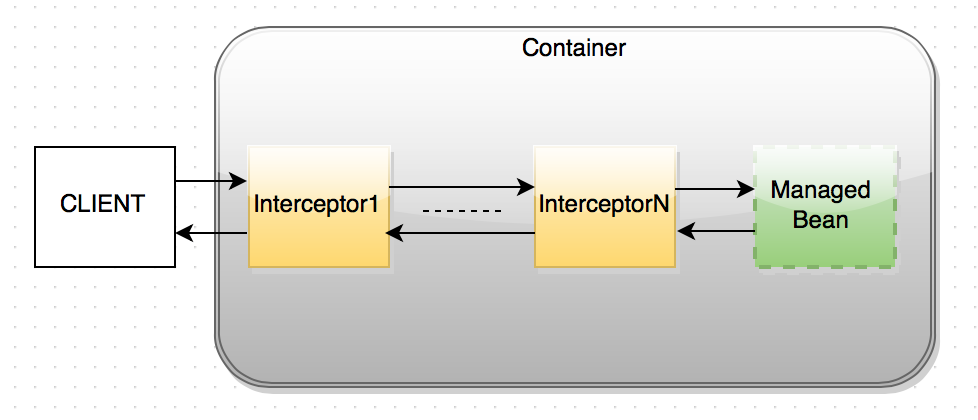 Container
CLIENT
Interceptor1
InterceptorN
Managed
Bean